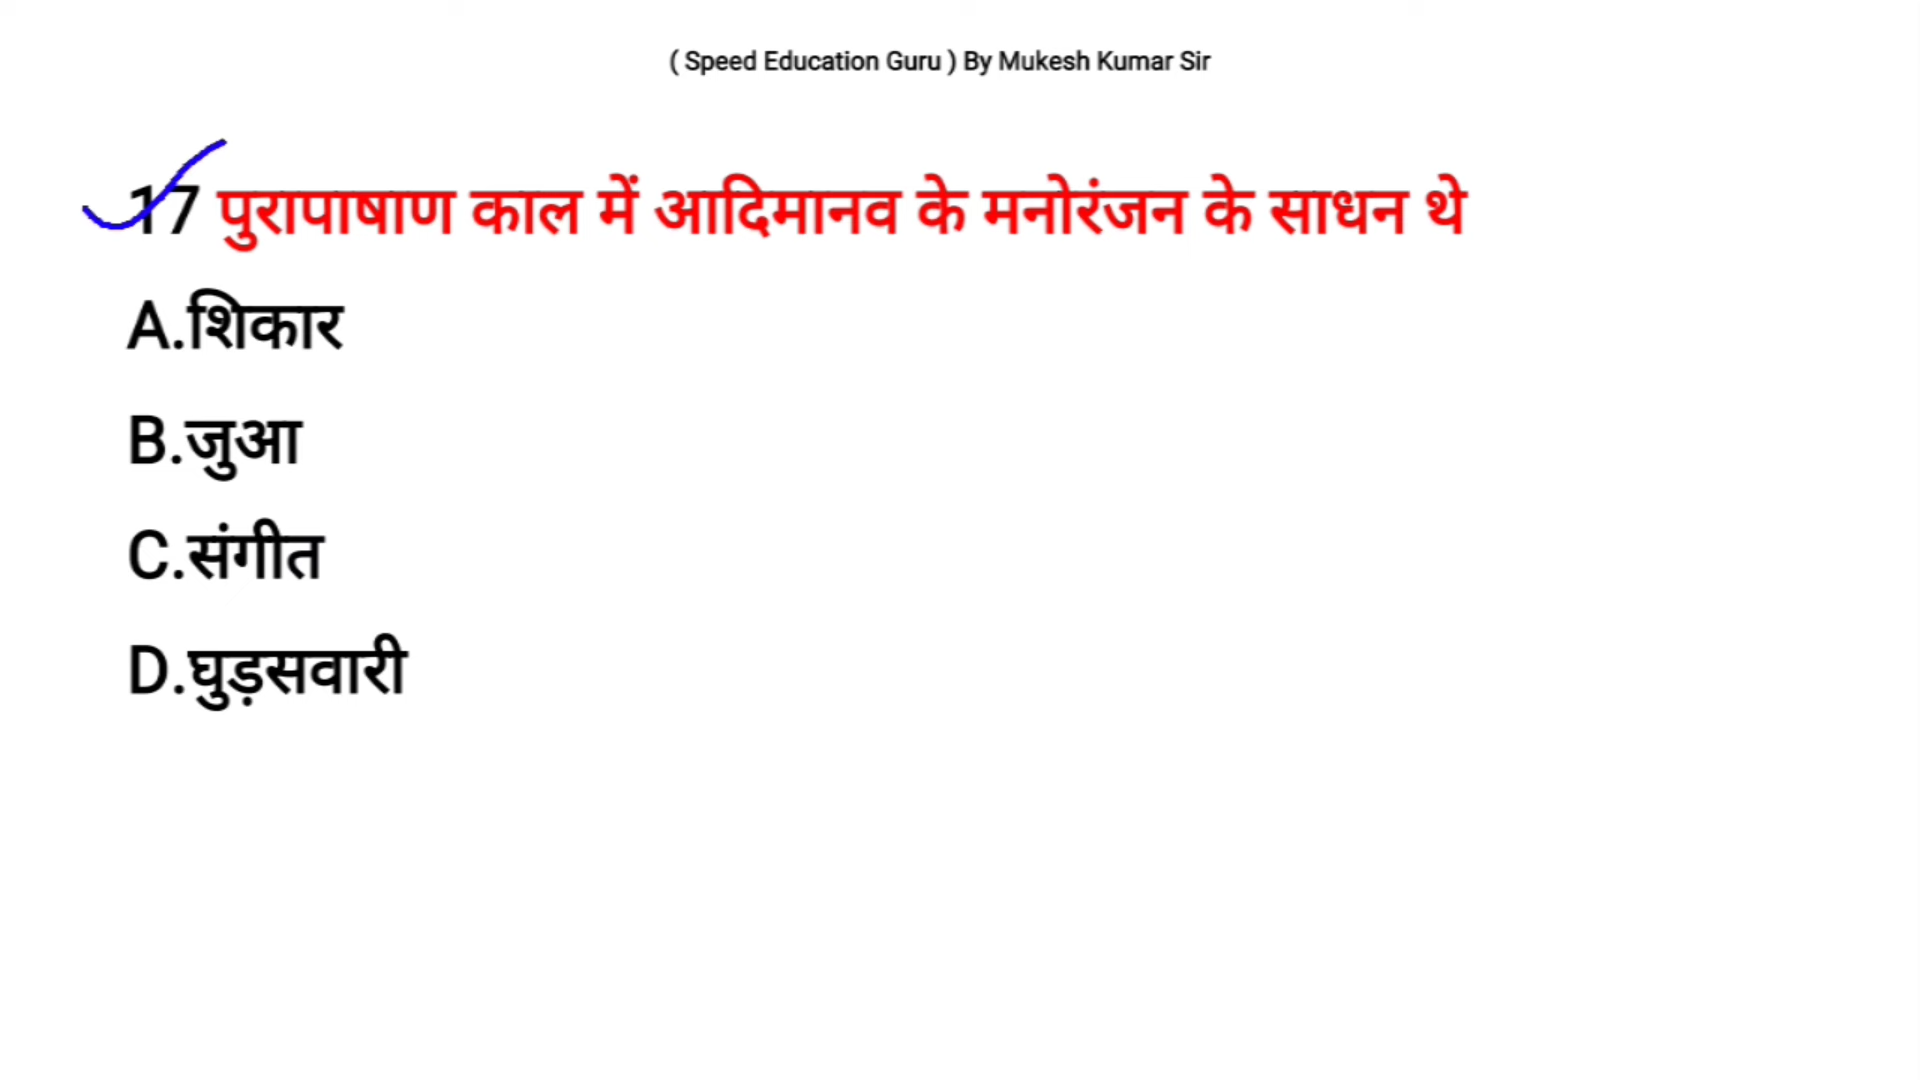 ( Speed Education Guru ) By Mukesh Kumar Sir
17 पुरापाषाण काल में आदिमानव के मनोरंजन के साधन थे
A.शिकार
B.जुआ
C.संगीत
D.घुड़सवारी